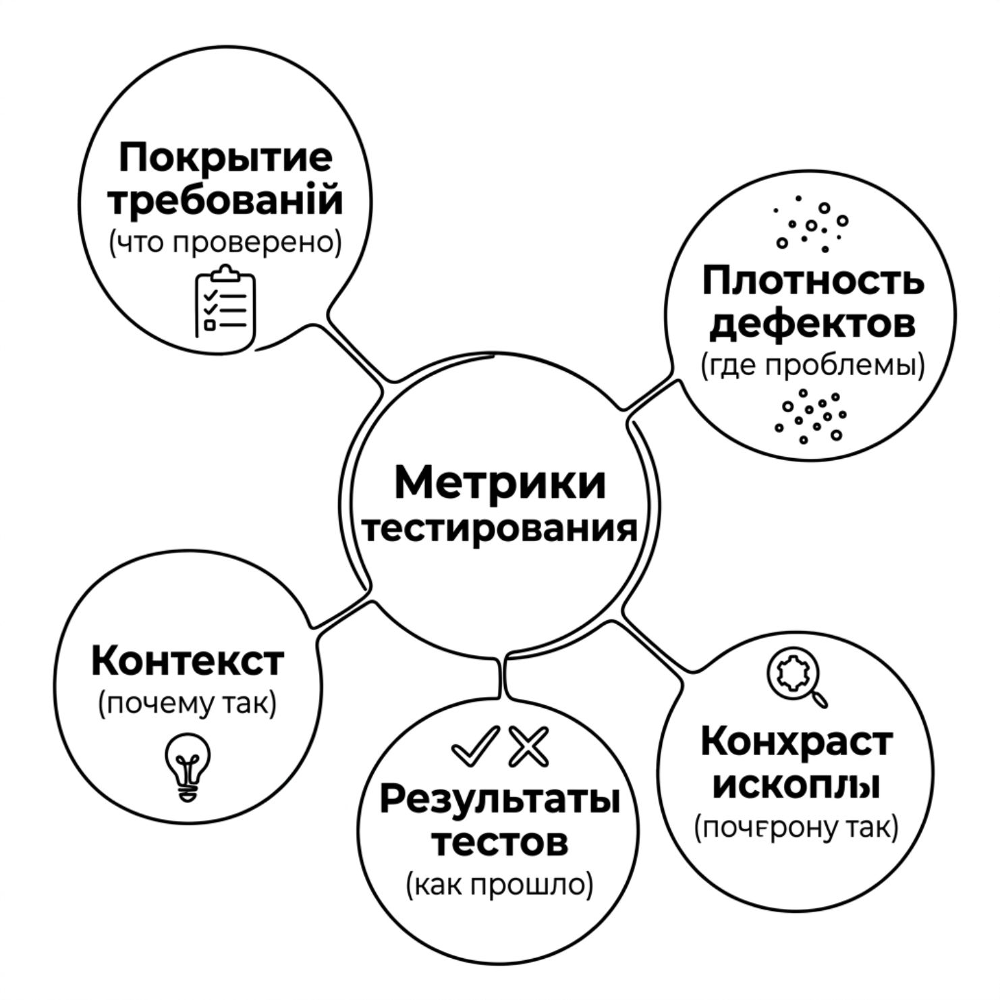 Покрытие
требованій
(что проверено)
Плотность
дефектов
(где проблемы)
Метрики
тестирования
Контекст
(почему так)
Результаты
тестов
(как прошло)
Конхраст
(почғрону так)